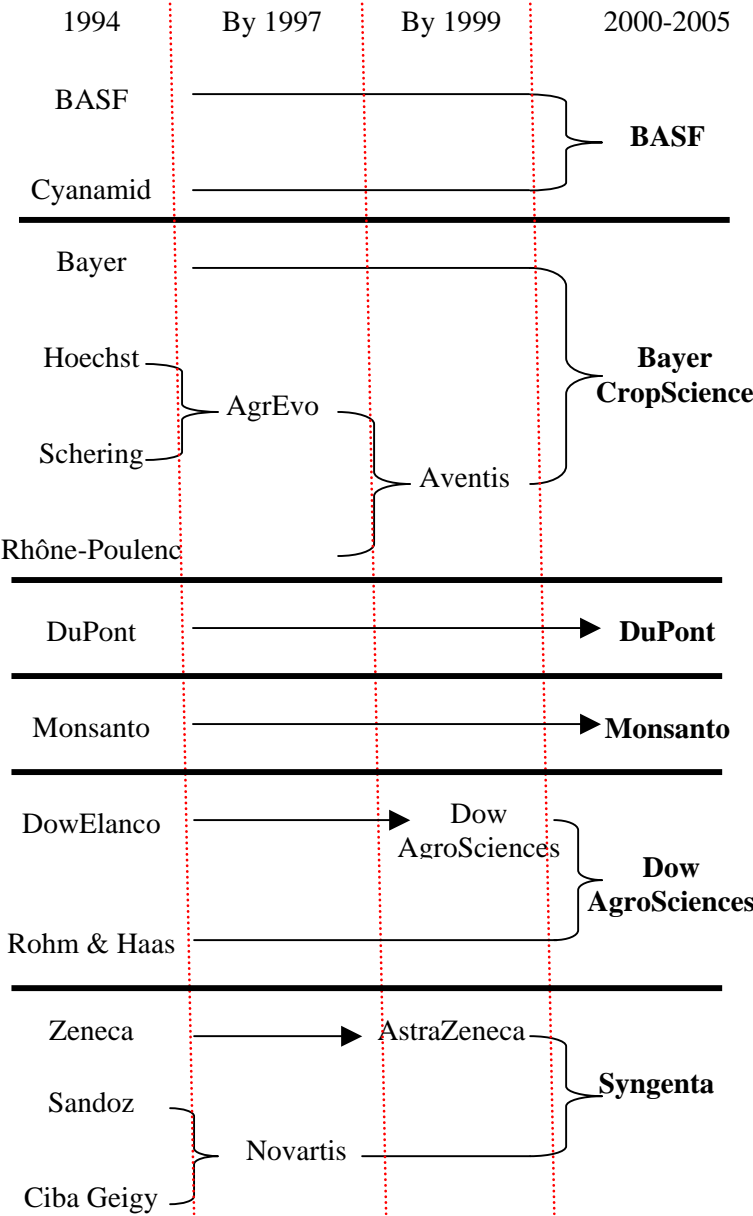 1994 By 1997 By 1999 2000-2005
BASF
BASF
Cyanamid
Bayer
Hoechst
Bayer
CropScience
AgrEvo
Schering
Aventis
Rhône-Poulenc
DuPont DuPont
Monsanto Monsanto
DowElanco Dow
AgroSciences
Dow
AgroSciences
Rohm & Haas
Zeneca AstraZeneca
Syngenta
Sandoz
Novartis
Ciba Geigy